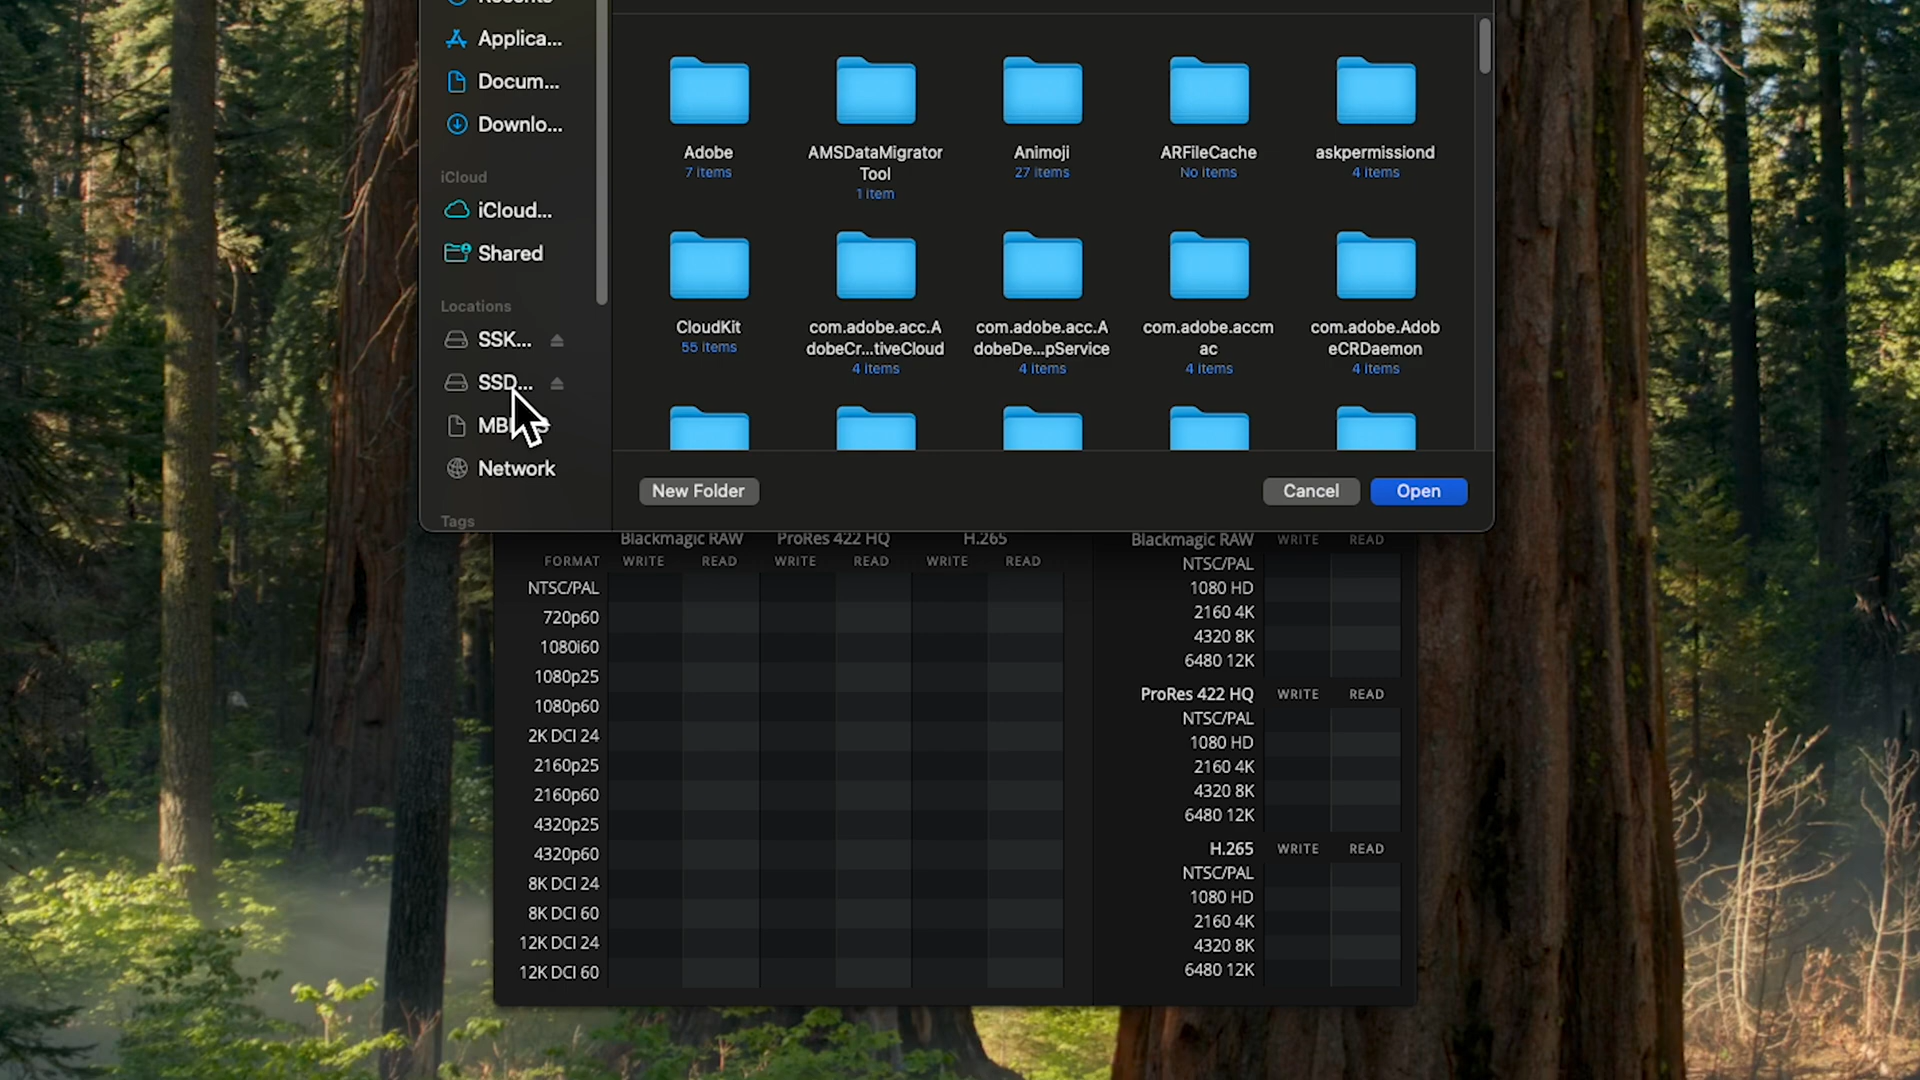 Recents
Applica...
Docum...
Downlo...
iCloud
iCloud...
Shared
Locations
SSK...
SSD...
Network
Tags
Adobe
7 items
AMSDataMigrator
Tool
1 item
Animoji
27 items
ARFileCache
No items
askpermissiond
4 items
CloudKit
55 items
com.adobe.acc.A
dobeCr...tiveCloud
4 items
com.adobe.acc.A
dobeDe...pService
4 items
com.adobe.accm
ac
4 items
com.adobe.Adob
eCRDaemon
4 items
New Folder
Cancel
Open
Blackmagic RAW ProRes 422 HQ H.265
FORMAT WRITE READ WRITE READ WRITE READ
NTSC/PAL
720p60
1080i60
1080p25
1080p60
2K DCI 24
2160p25
2160p60
4320p25
4320p60
8K DCI 24
8K DCI 60
12K DCI 24
12K DCI 60
Blackmagic RAW WRITE READ
NTSC/PAL
1080 HD
2160 4K
4320 8K
6480 12K
ProRes 422 HQ WRITE READ
NTSC/PAL
1080 HD
2160 4K
4320 8K
6480 12K
H.265 WRITE READ
NTSC/PAL
1080 HD
2160 4K
4320 8K
6480 12K